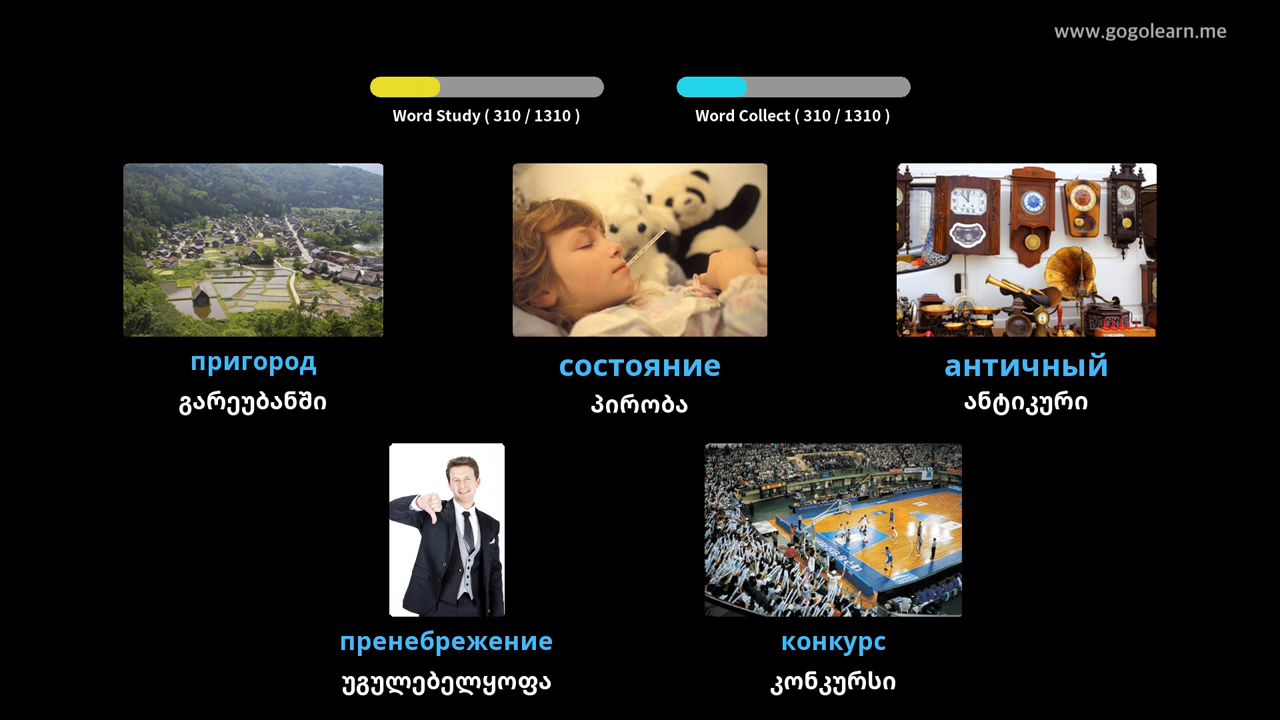 www.gogolearn.me
Word Study ( 310 / 1310 )
Word Collect ( 310 / 1310 )
пригород
состояние
античный
გარეუბანში
პირობა
ანტიკური
пренебрежение
конкурс
უგულებელყოფა
კონკურსი